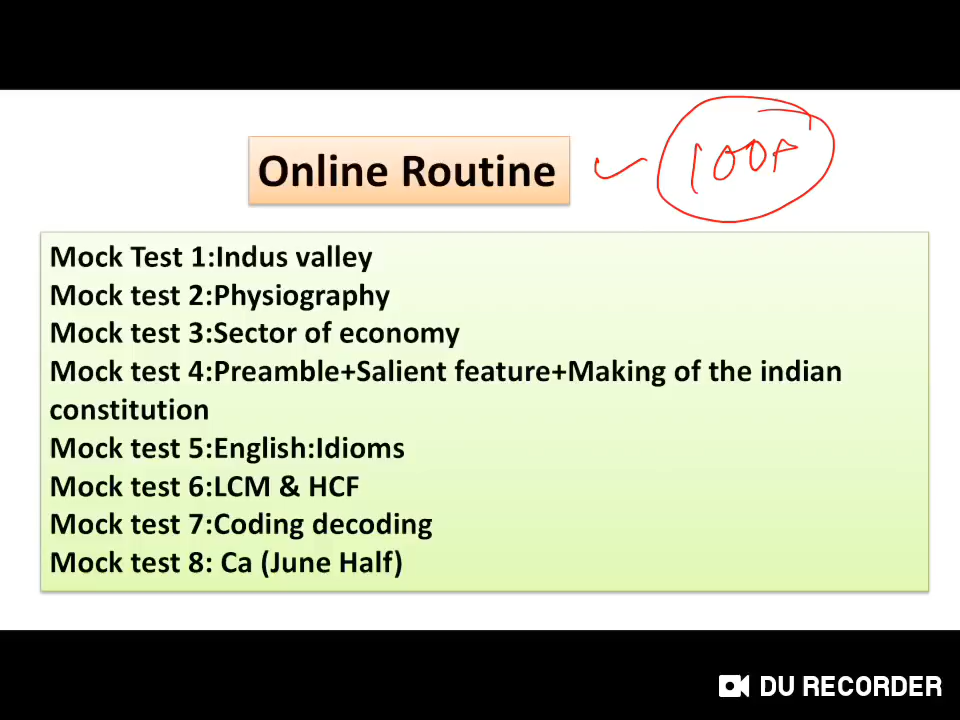 Online Routine
Mock Test 1:Indus valley
Mock test 2:Physiography
Mock test 3:Sector of economy
Mock test 4:Preamble+Salient feature+Making of the indian
constitution
Mock test 5:English:Idioms
Mock test 6:LCM & HCF
Mock test 7:Coding decoding
Mock test 8: Ca (June Half)
DU RECORDER